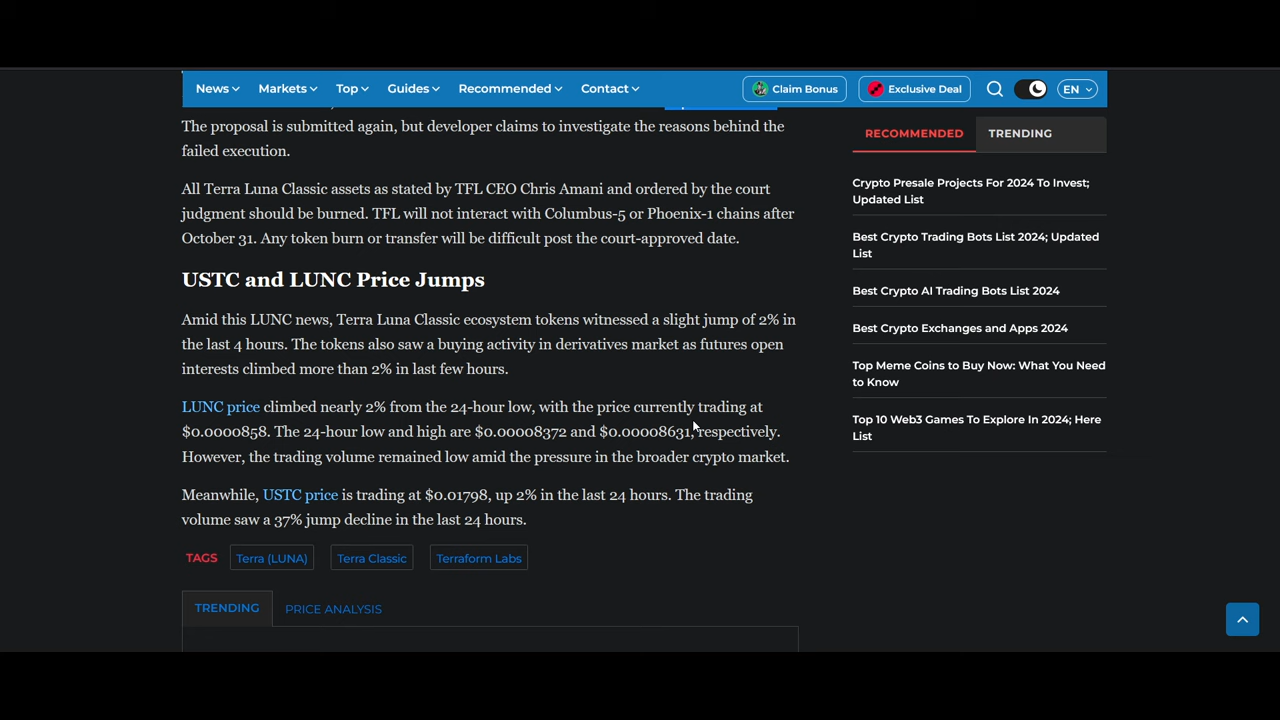 News Markets Top Guides Recommended Contact Claim Bonus Exclusive Deal EN
The proposal is submitted again, but developer claims to investigate the reasons behind the
failed execution.
All Terra Luna Classic assets as stated by TFL CEO Chris Amani and ordered by the court
judgment should be burned. TFL will not interact with Columbus-5 or Phoenix-1 chains after
October 31. Any token burn or transfer will be difficult post the court-approved date.
USTC and LUNC Price Jumps
Amid this LUNC news, Terra Luna Classic ecosystem tokens witnessed a slight jump of 2% in
the last 4 hours. The tokens also saw a buying activity in derivatives market as futures open
interests climbed more than 2% in last few hours.
LUNC price climbed nearly 2% from the 24-hour low, with the price currently trading at
$0.0000858. The 24-hour low and high are $0.00008372 and $0.00008631, respectively.
However, the trading volume remained low amid the pressure in the broader crypto market.
Meanwhile, USTC price is trading at $0.01798, up 2% in the last 24 hours. The trading
volume saw a 37% jump decline in the last 24 hours.
TAGS Terra (LUNA) Terra Classic Terraform Labs
TRENDING PRICE ANALYSIS
RECOMMENDED TRENDING
Crypto Presale Projects For 2024 To Invest;
Updated List
Best Crypto Trading Bots List 2024; Updated
List
Best Crypto AI Trading Bots List 2024
Best Crypto Exchanges and Apps 2024
Top Meme Coins to Buy Now: What You Need
to Know
Top 10 Web3 Games To Explore In 2024; Here
List